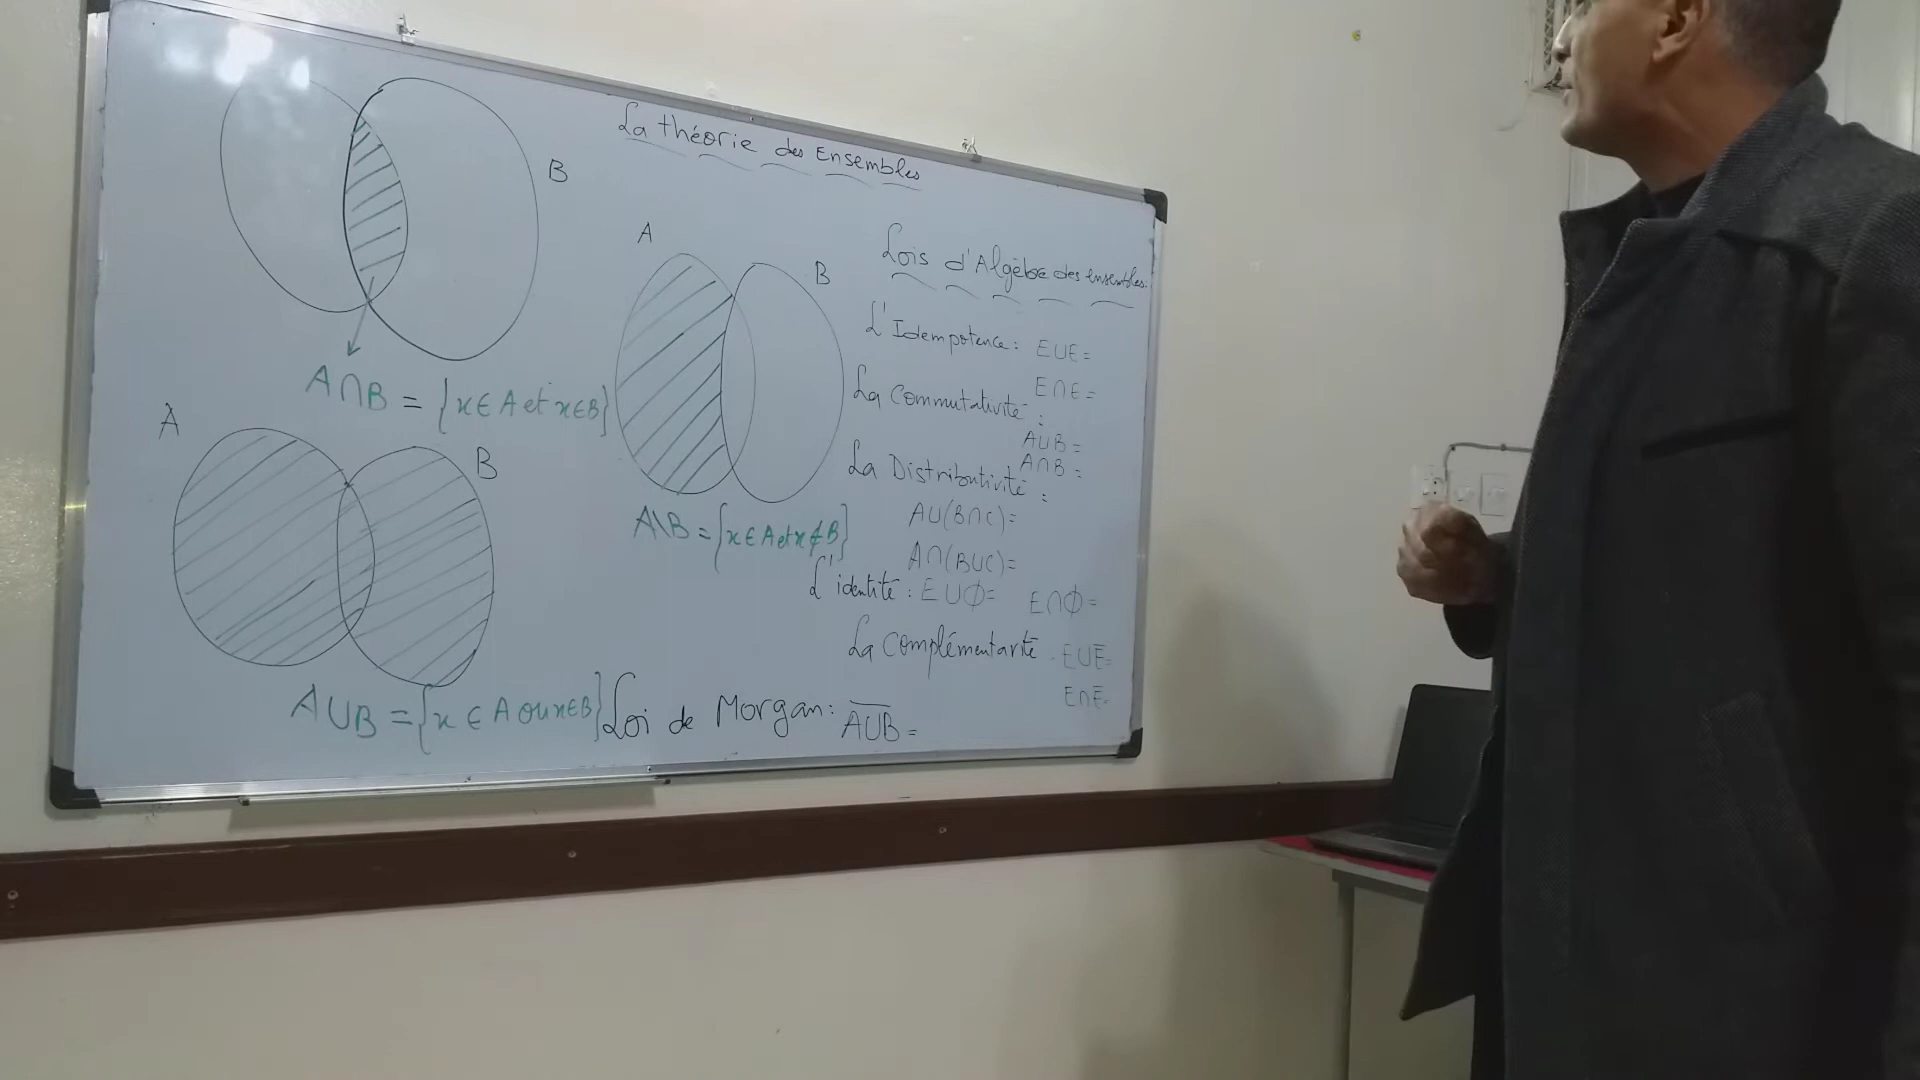 La théorie des Ensembles
B
A∩B = {x∈A et x∈B}
A
B
A∪B = {x ∈ A ou x∈B}
A
B
A\B = {x∈A et x∉B}
Lois d'Algèbre des ensembles.
L'Idempotence : E∪E =
E∩E =
La Commutativité :
A∪B =
A∩B =
La Distributivité :
A∪(B∩C) =
A∩(B∪C) =
L'identité : E∪∅ = E∩∅ =
La complémentarité . E∪E̅ =
E∩E̅ =
Loi de Morgan : \overline{A∪B} =